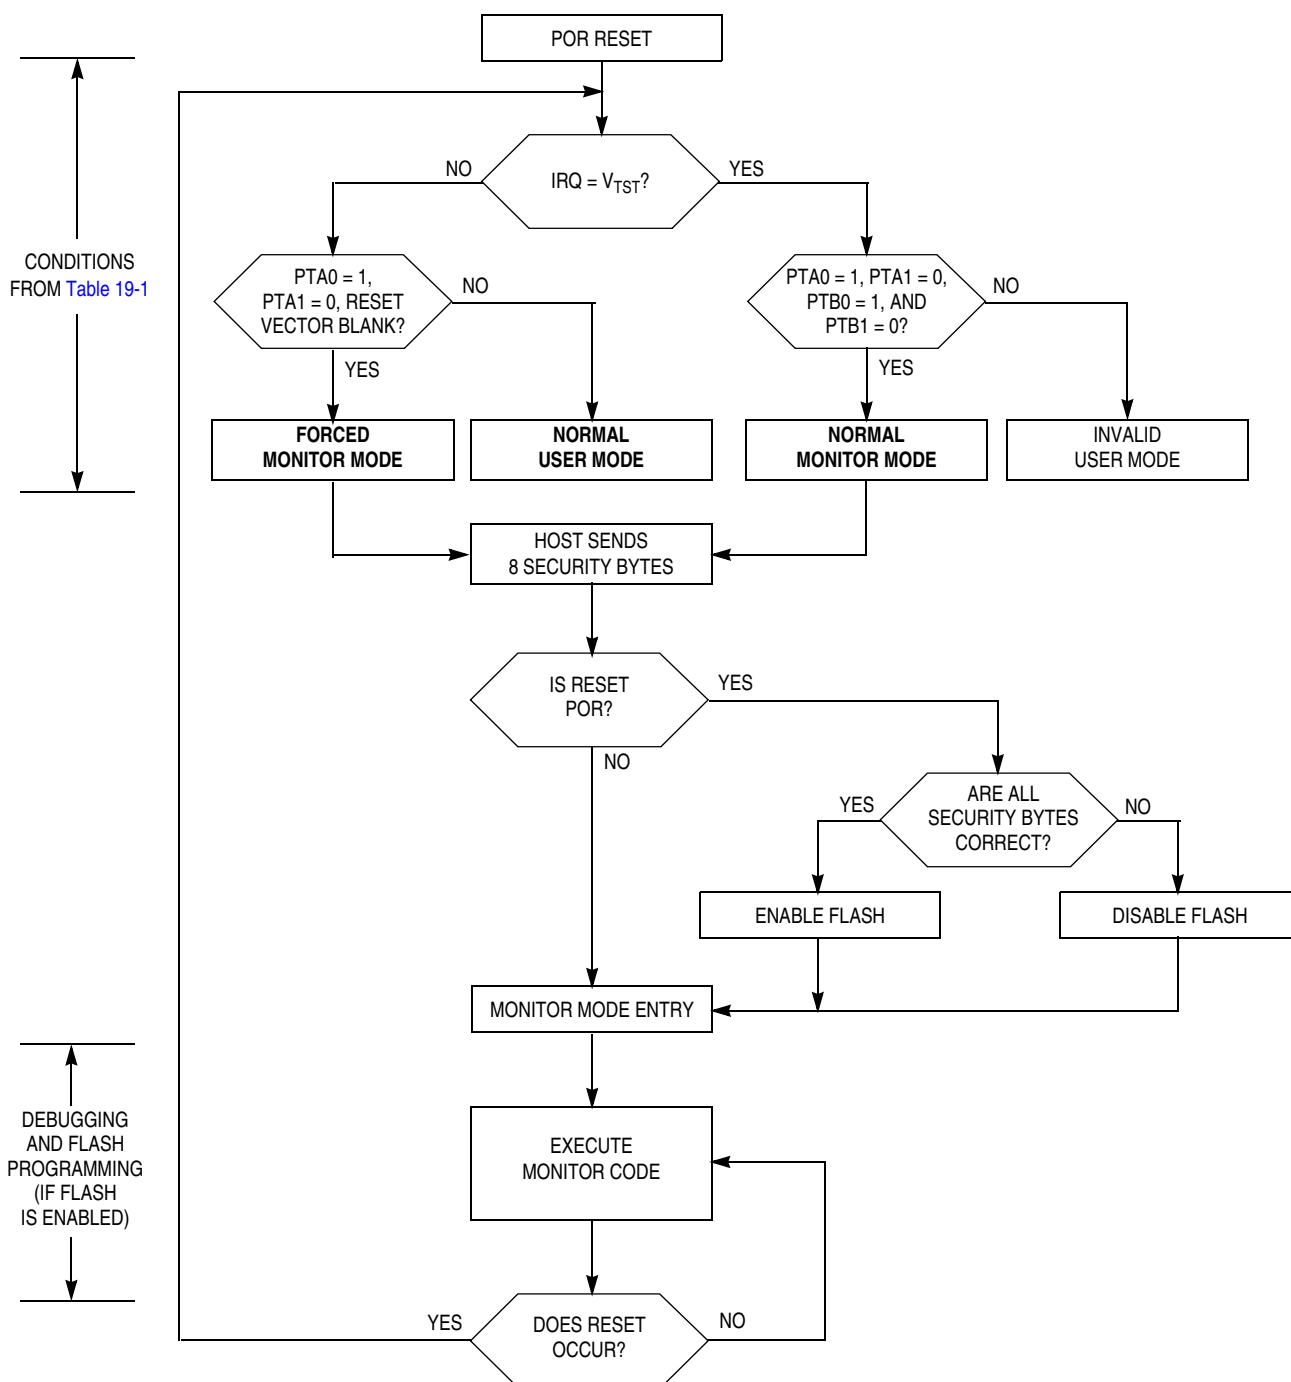 POR RESET
NO
YES
IRQ = VTST?
CONDITIONS
FROM Table 19-1
PTA0 = 1,
PTA1 = 0, RESET
VECTOR BLANK?
NO
PTA0 = 1, PTA1 = 0,
PTB0 = 1, AND
PTB1 = 0?
NO
YES
YES
FORCED
MONITOR MODE
NORMAL
USER MODE
NORMAL
MONITOR MODE
INVALID
USER MODE
HOST SENDS
8 SECURITY BYTES
IS RESET
POR?
YES
NO
ARE ALL
SECURITY BYTES
CORRECT?
YES
NO
ENABLE FLASH
DISABLE FLASH
MONITOR MODE ENTRY
DEBUGGING
AND FLASH
PROGRAMMING
(IF FLASH
IS ENABLED)
EXECUTE
MONITOR CODE
YES
DOES RESET
OCCUR?
NO